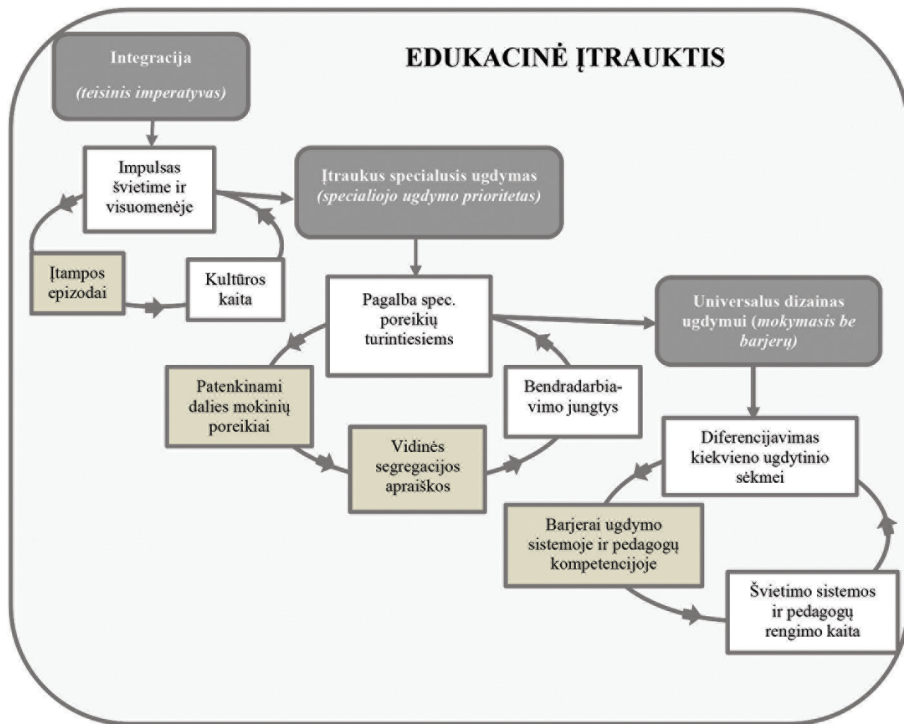 EDUKACINĖ ĮTRAUKTIS
Integracija
(teisinis imperatyvas)
Impulsas
švietime ir
visuomenėje
Įtampos
epizodai
Kultūros
kaita
Įtraukus specialusis ugdymas
(specialiojo ugdymo prioritetas)
Pagalba spec.
poreikių
turintiesiems
Patenkinami
dalies mokinių
poreikiai
Vidinės
segregacijos
apraiškos
Bendradarbia-
vimo jungtys
Universalus dizainas
ugdymui (mokymasis be
barjerų)
Diferencijavimas
kiekvieno ugdytinio
sėkmei
Barjerai ugdymo
sistemoje ir pedagogų
kompetencijoje
Švietimo sistemos
ir pedagogų
rengimo kaita